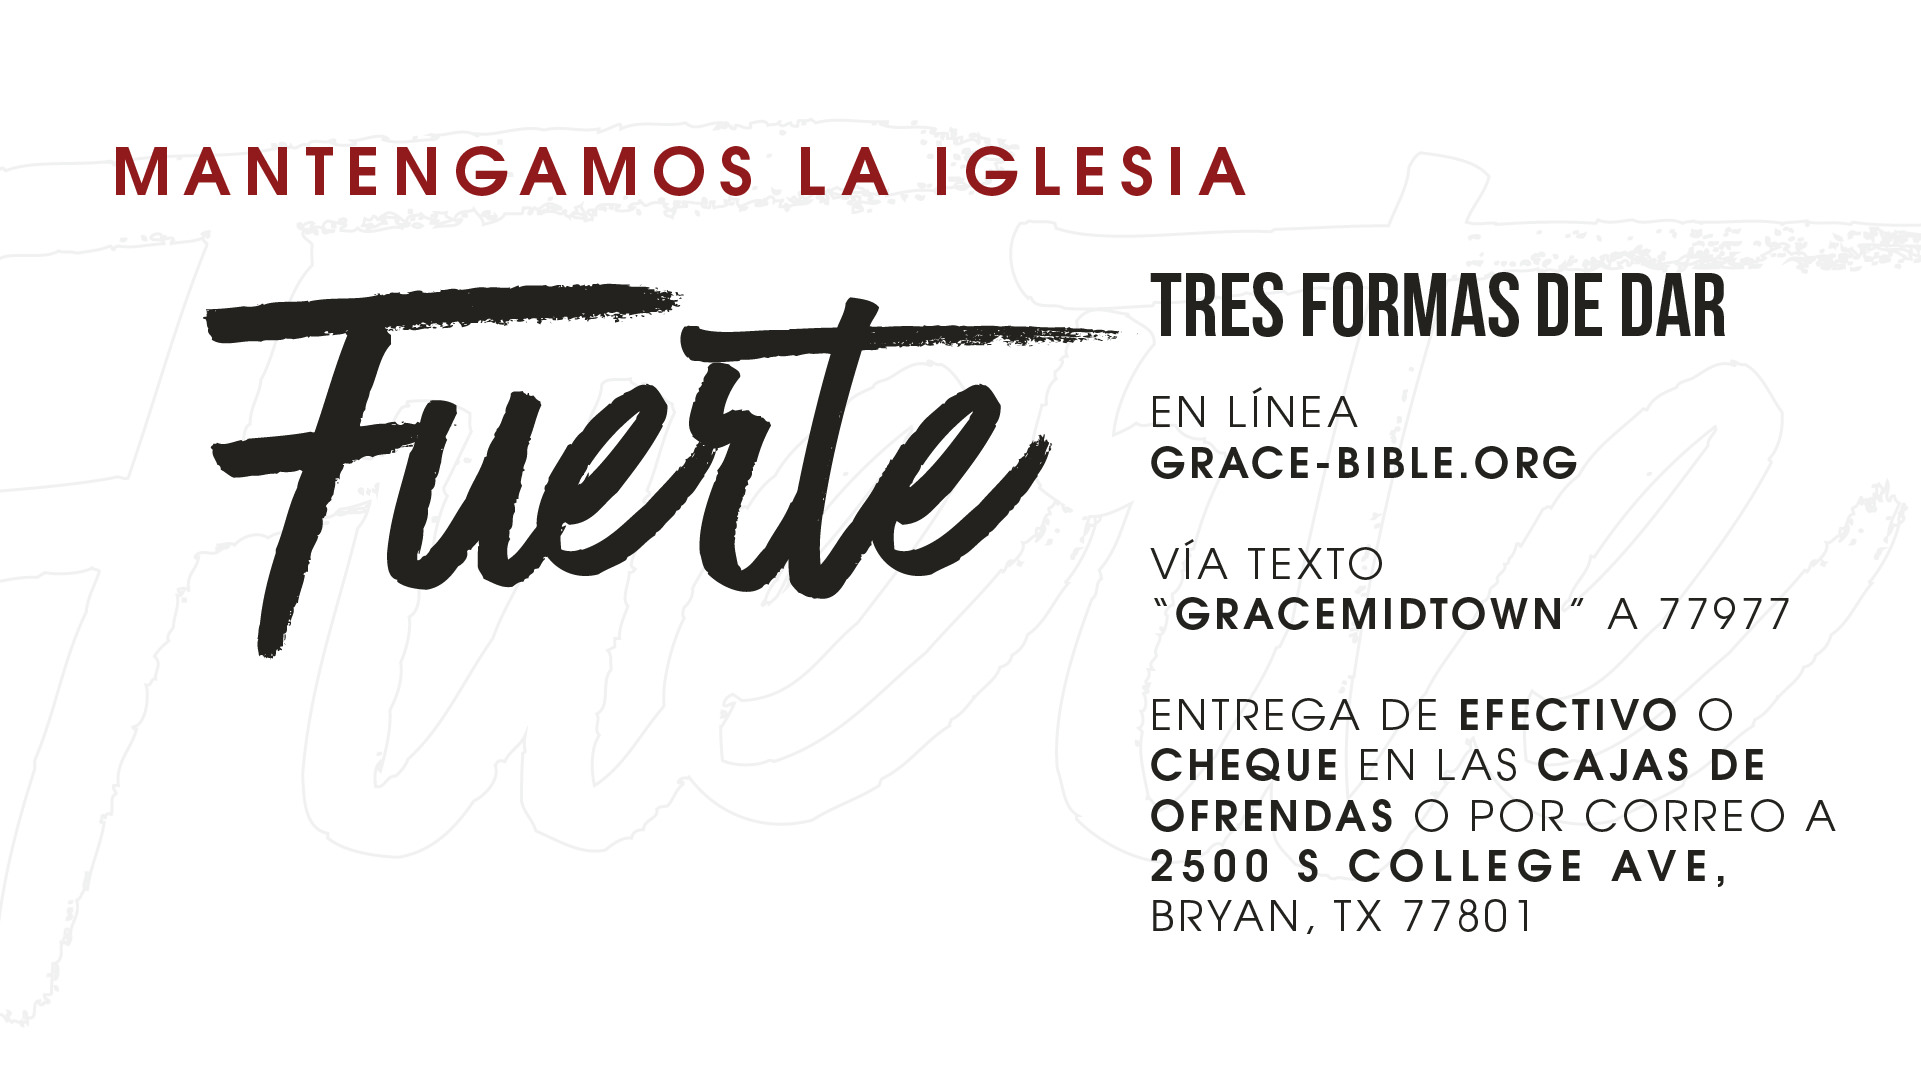 MANTENGAMOS LA IGLESIA
Fuerte
TRES FORMAS DE DAR
EN LÍNEA
GRACE-BIBLE.ORG
VÍA TEXTO
“GRACEMIDTOWN” A 77977
ENTREGA DE EFECTIVO O
CHEQUE EN LAS CAJAS DE
OFRENDAS O POR CORREO A
2500 S COLLEGE AVE,
BRYAN, TX 77801